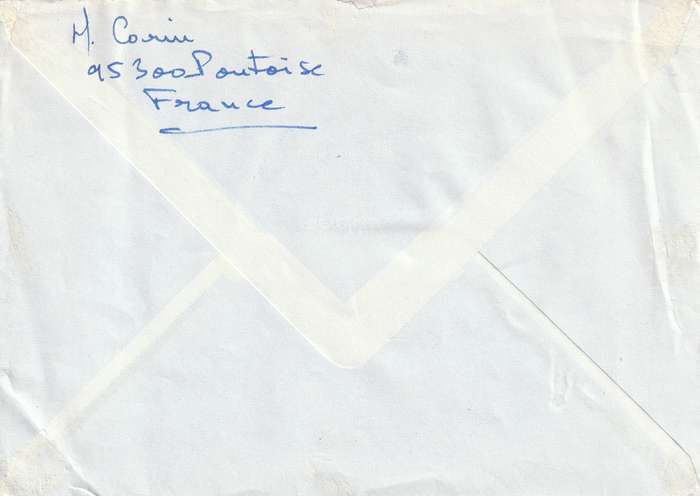 M. Corin
95300 Pontoise
France